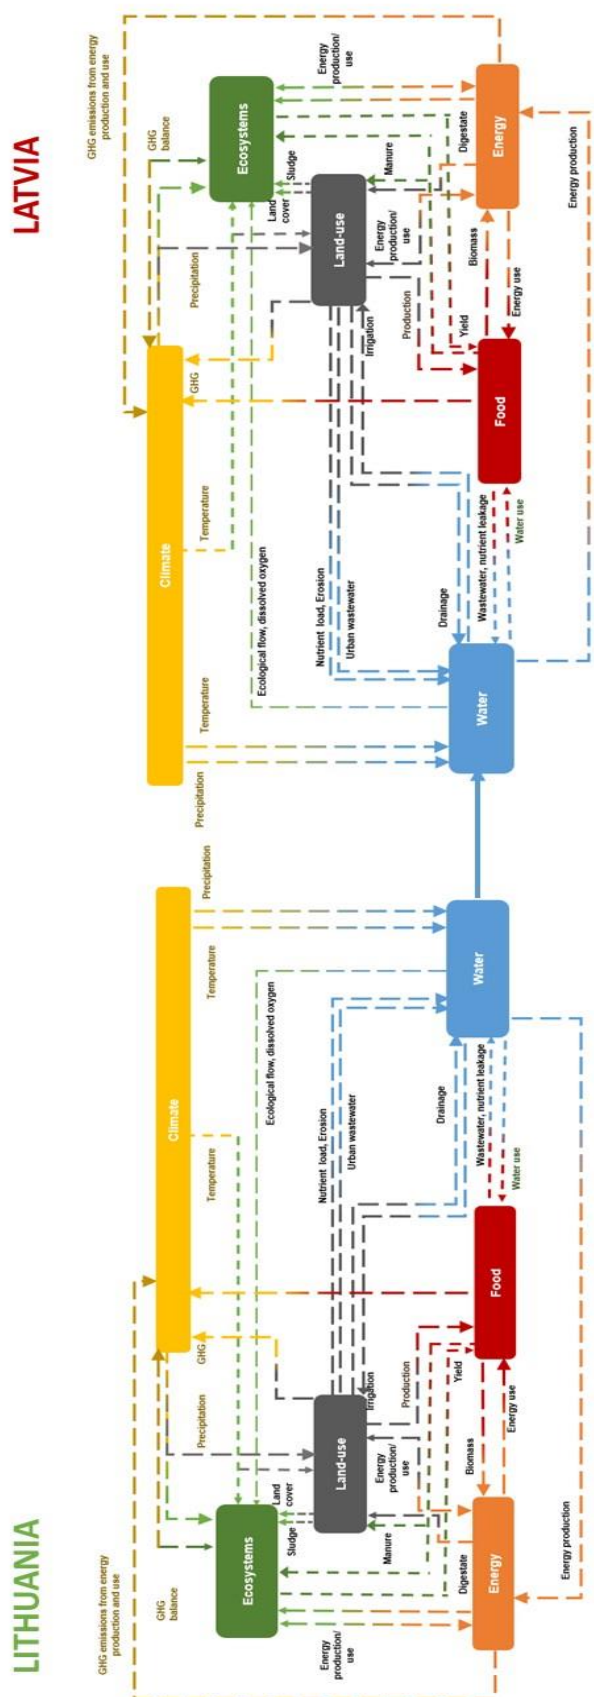 LITHUANIA
GHG emissions from energy
production and use
GHG
balance
Climate
Precipitation
GHG
Temperature
Temperature
Precipitation
Ecosystems
Ecological flow, dissolved oxygen
Sludge
Land
cover
Energy
production/
use
Land-use
Nutrient load, Erosion
Urban wastewater
Manure
Energy
production/
use
Irrigation
Production
Drainage
Digestate
Biomass
Yield
Wastewater, nutrient leakage
Water
Energy
Food
Energy use
Water use
Energy production
LATVIA
GHG emissions from energy
production and use
GHG
balance
Climate
Precipitation
Temperature
Temperature
GHG
Precipitation
Ecosystems
Ecological flow, dissolved oxygen
Land
cover
Sludge
Energy
production/
use
Land-use
Nutrient load, Erosion
Urban wastewater
Irrigation
Energy
production/
use
Manure
Drainage
Production
Yield
Biomass
Digestate
Water
Wastewater, nutrient leakage
Water use
Food
Energy use
Energy
Energy production